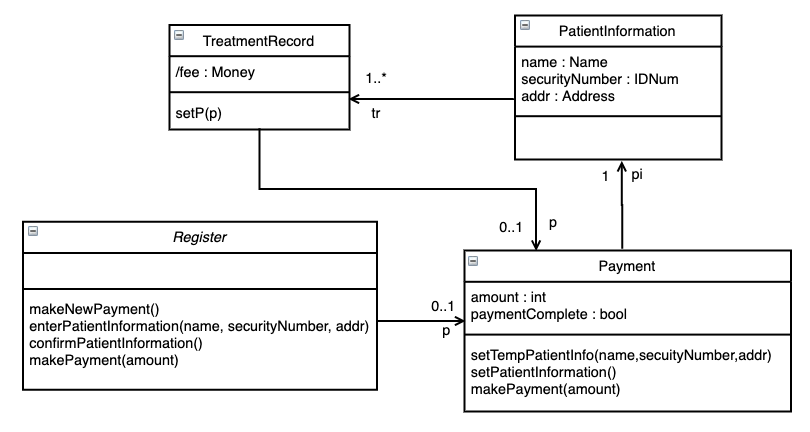 TreatmentRecord
/fee : Money
setP(p)
PatientInformation
name : Name
securityNumber : IDNum
addr : Address
1..*
tr
1
pi
0..1
p
Register
makeNewPayment()
enterPatientInformation(name, securityNumber, addr)
confirmPatientInformation()
makePayment(amount)
0..1
p
Payment
amount : int
paymentComplete : bool
setTempPatientInfo(name,secuityNumber,addr)
setPatientInformation()
makePayment(amount)